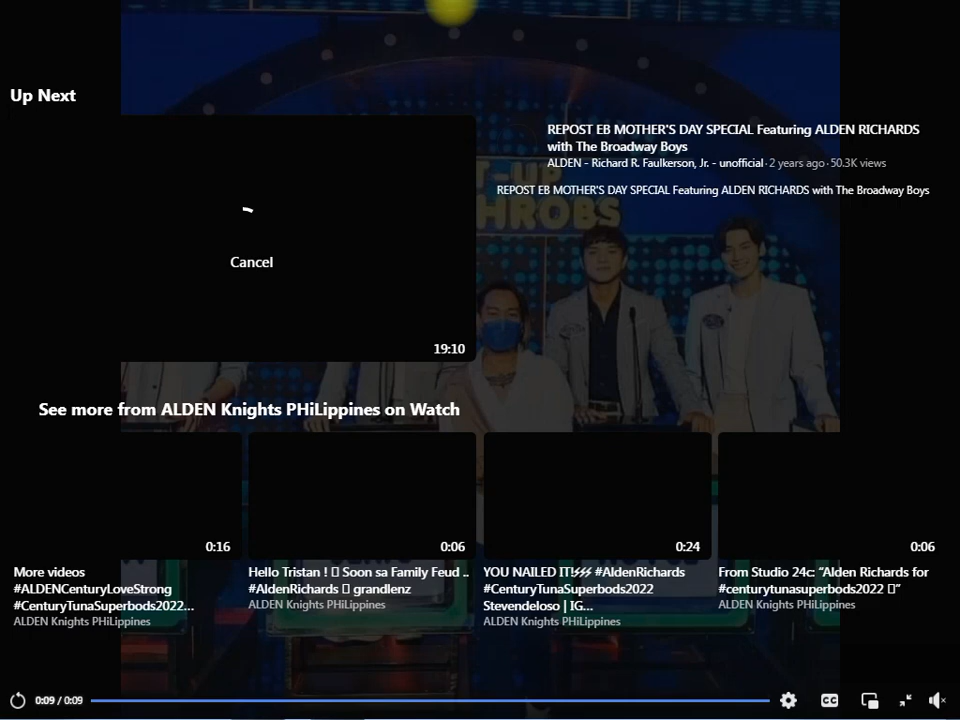 Up Next
REPOST EB MOTHER'S DAY SPECIAL Featuring ALDEN RICHARDS
with The Broadway Boys
ALDEN - Richard R. Faulkerson, Jr. - unofficial · 2 years ago · 50.3K views
REPOST EB MOTHER'S DAY SPECIAL Featuring ALDEN RICHARDS with The Broadway Boys
T-UP
HROBS
Cancel
19:10
See more from ALDEN Knights PHiLippines on Watch
0:16
0:06
0:24
0:06
More videos
#ALDENCenturyLoveStrong
#CenturyTunaSuperbods2022...
ALDEN Knights PHiLippines
Hello Tristan ! ▯ Soon sa Family Feud ..
#AldenRichards ▯ grandlenz
ALDEN Knights PHiLippines
YOU NAILED IT!⚡⚡⚡ #AldenRichards
#CenturyTunaSuperbods2022
Stevendeloso | IG...
ALDEN Knights PHiLippines
From Studio 24c: “Alden Richards for
#centurytunasuperbods2022 ▯”
ALDEN Knights PHiLippines
0:09 / 0:09
CC